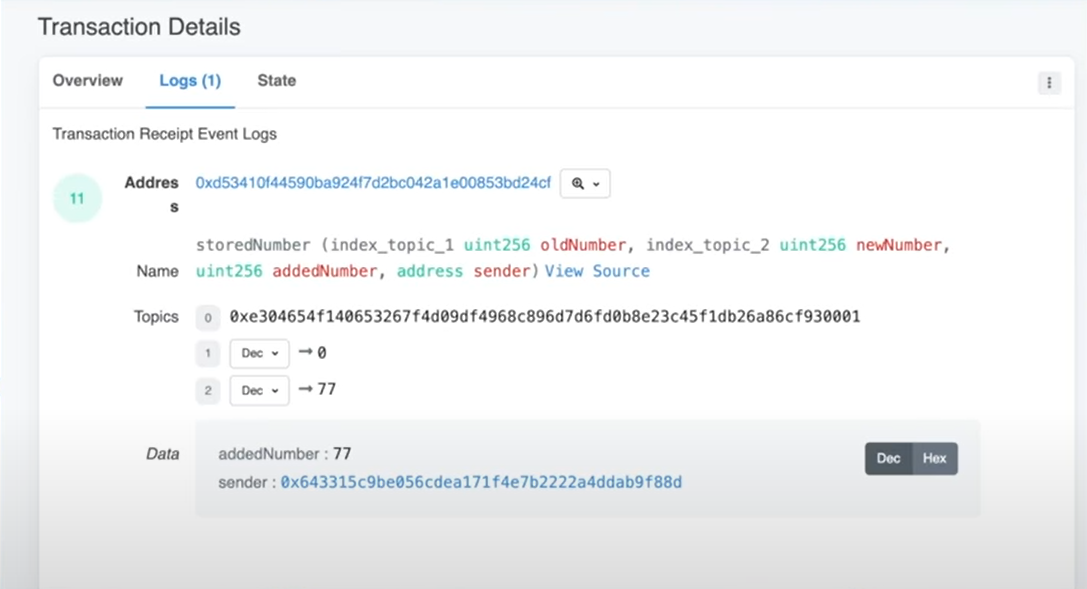 Transaction Details
Overview Logs (1) State
Transaction Receipt Event Logs
11 Addres
s 0xd53410f44590ba924f7d2bc042a1e00853bd24cf
storedNumber (index_topic_1 uint256 oldNumber, index_topic_2 uint256 newNumber,
Name uint256 addedNumber, address sender) View Source
Topics 0 0xe304654f140653267f4d09df4968c896d7d6fd0b8e23c45f1db26a86cf930001
1 Dec → 0
2 Dec → 77
Data addedNumber : 77 Dec Hex
sender : 0x643315c9be056cdea171f4e7b2222a4ddab9f88d